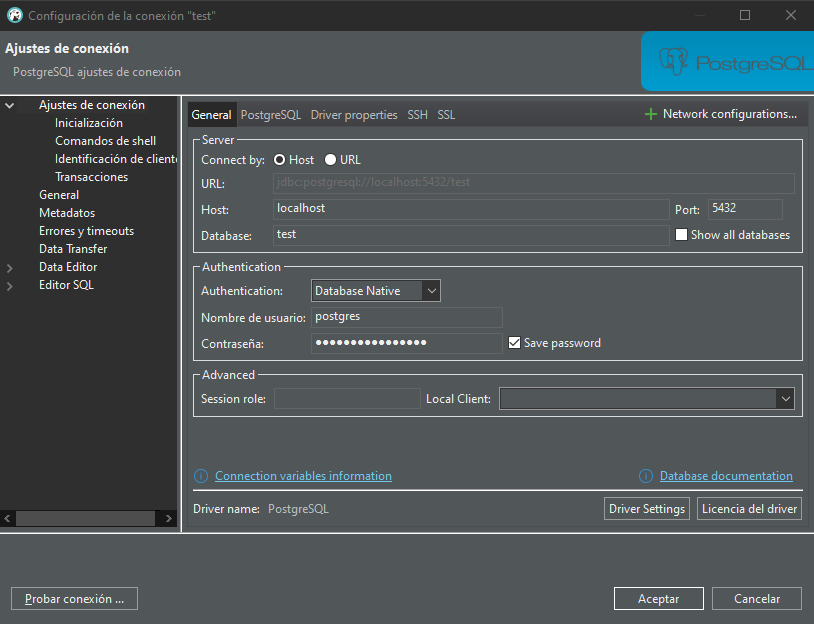 Configuración de la conexión "test"
Ajustes de conexión
PostgreSQL ajustes de conexión
PostgreSQL
Ajustes de conexión
Inicialización
Comandos de shell
Identificación de cliente
Transacciones
General
Metadatos
Errores y timeouts
Data Transfer
Data Editor
Editor SQL
General PostgreSQL Driver properties SSH SSL Network configurations...
Server
Connect by: Host URL
URL: jdbc:postgresql://localhost:5432/test
Host: localhost Port: 5432
Database: test Show all databases
Authentication
Authentication: Database Native
Nombre de usuario: postgres
Contraseña: •••••••••••••••• Save password
Advanced
Session role: Local Client:
Connection variables information Database documentation
Driver name: PostgreSQL Driver Settings Licencia del driver
Probar conexión ... Aceptar Cancelar